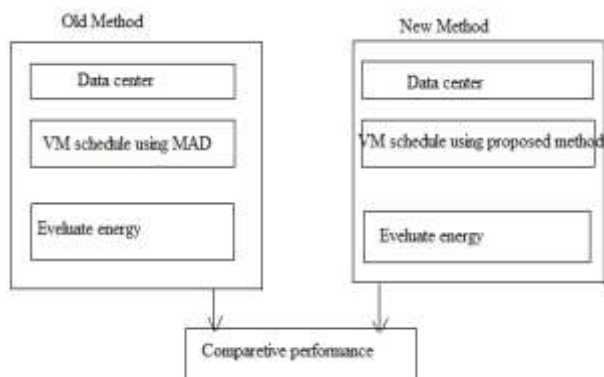 Old Method
Data center
VM schedule using MAD
Eveluate energy
New Method
Data center
VM schedule using proposed method
Eveluate energy
Comparetive performance